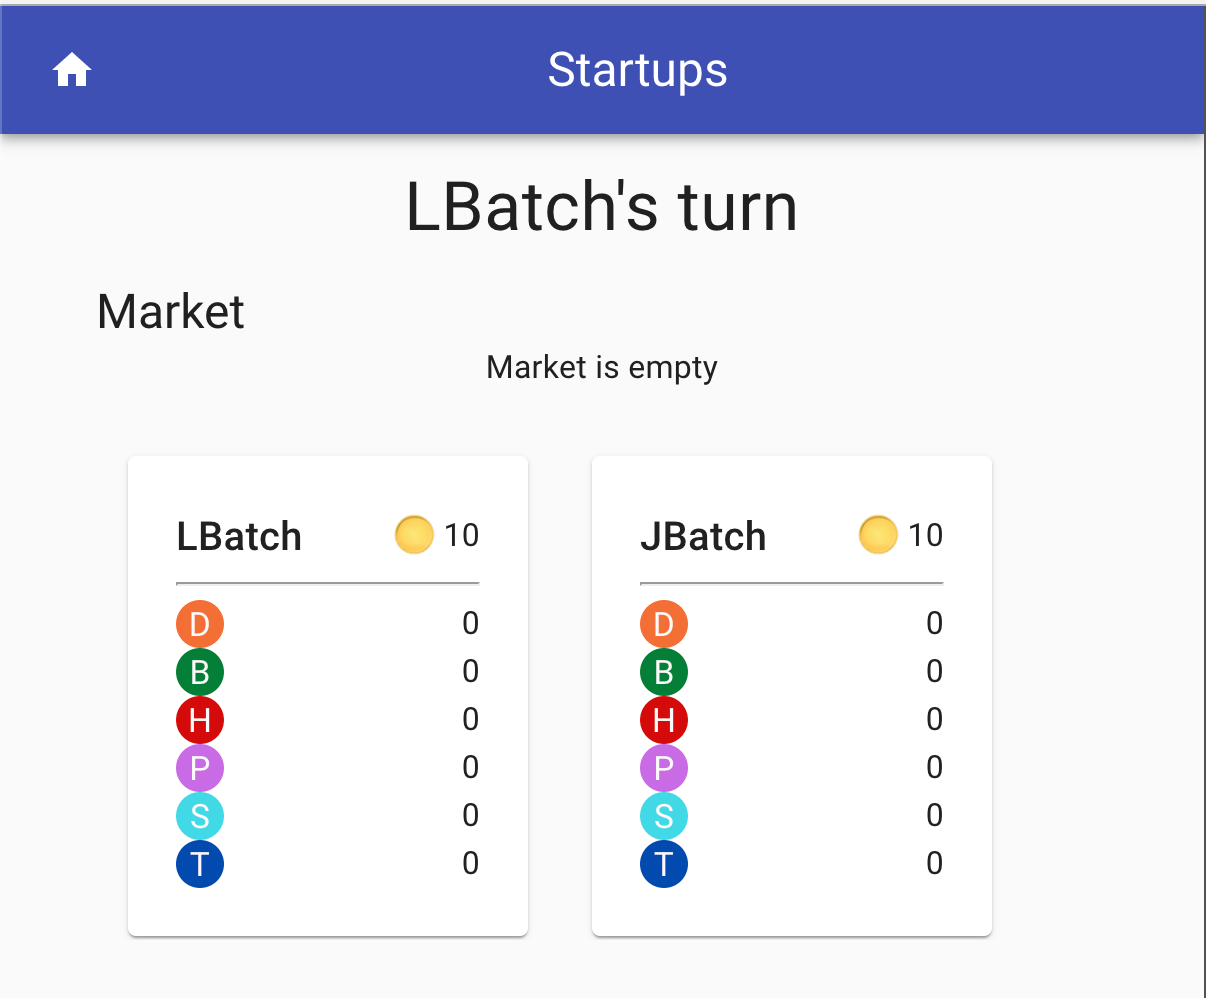 Startups
LBatch's turn
Market
Market is empty
LBatch 10
D 0
B 0
H 0
P 0
S 0
T 0
JBatch 10
D 0
B 0
H 0
P 0
S 0
T 0